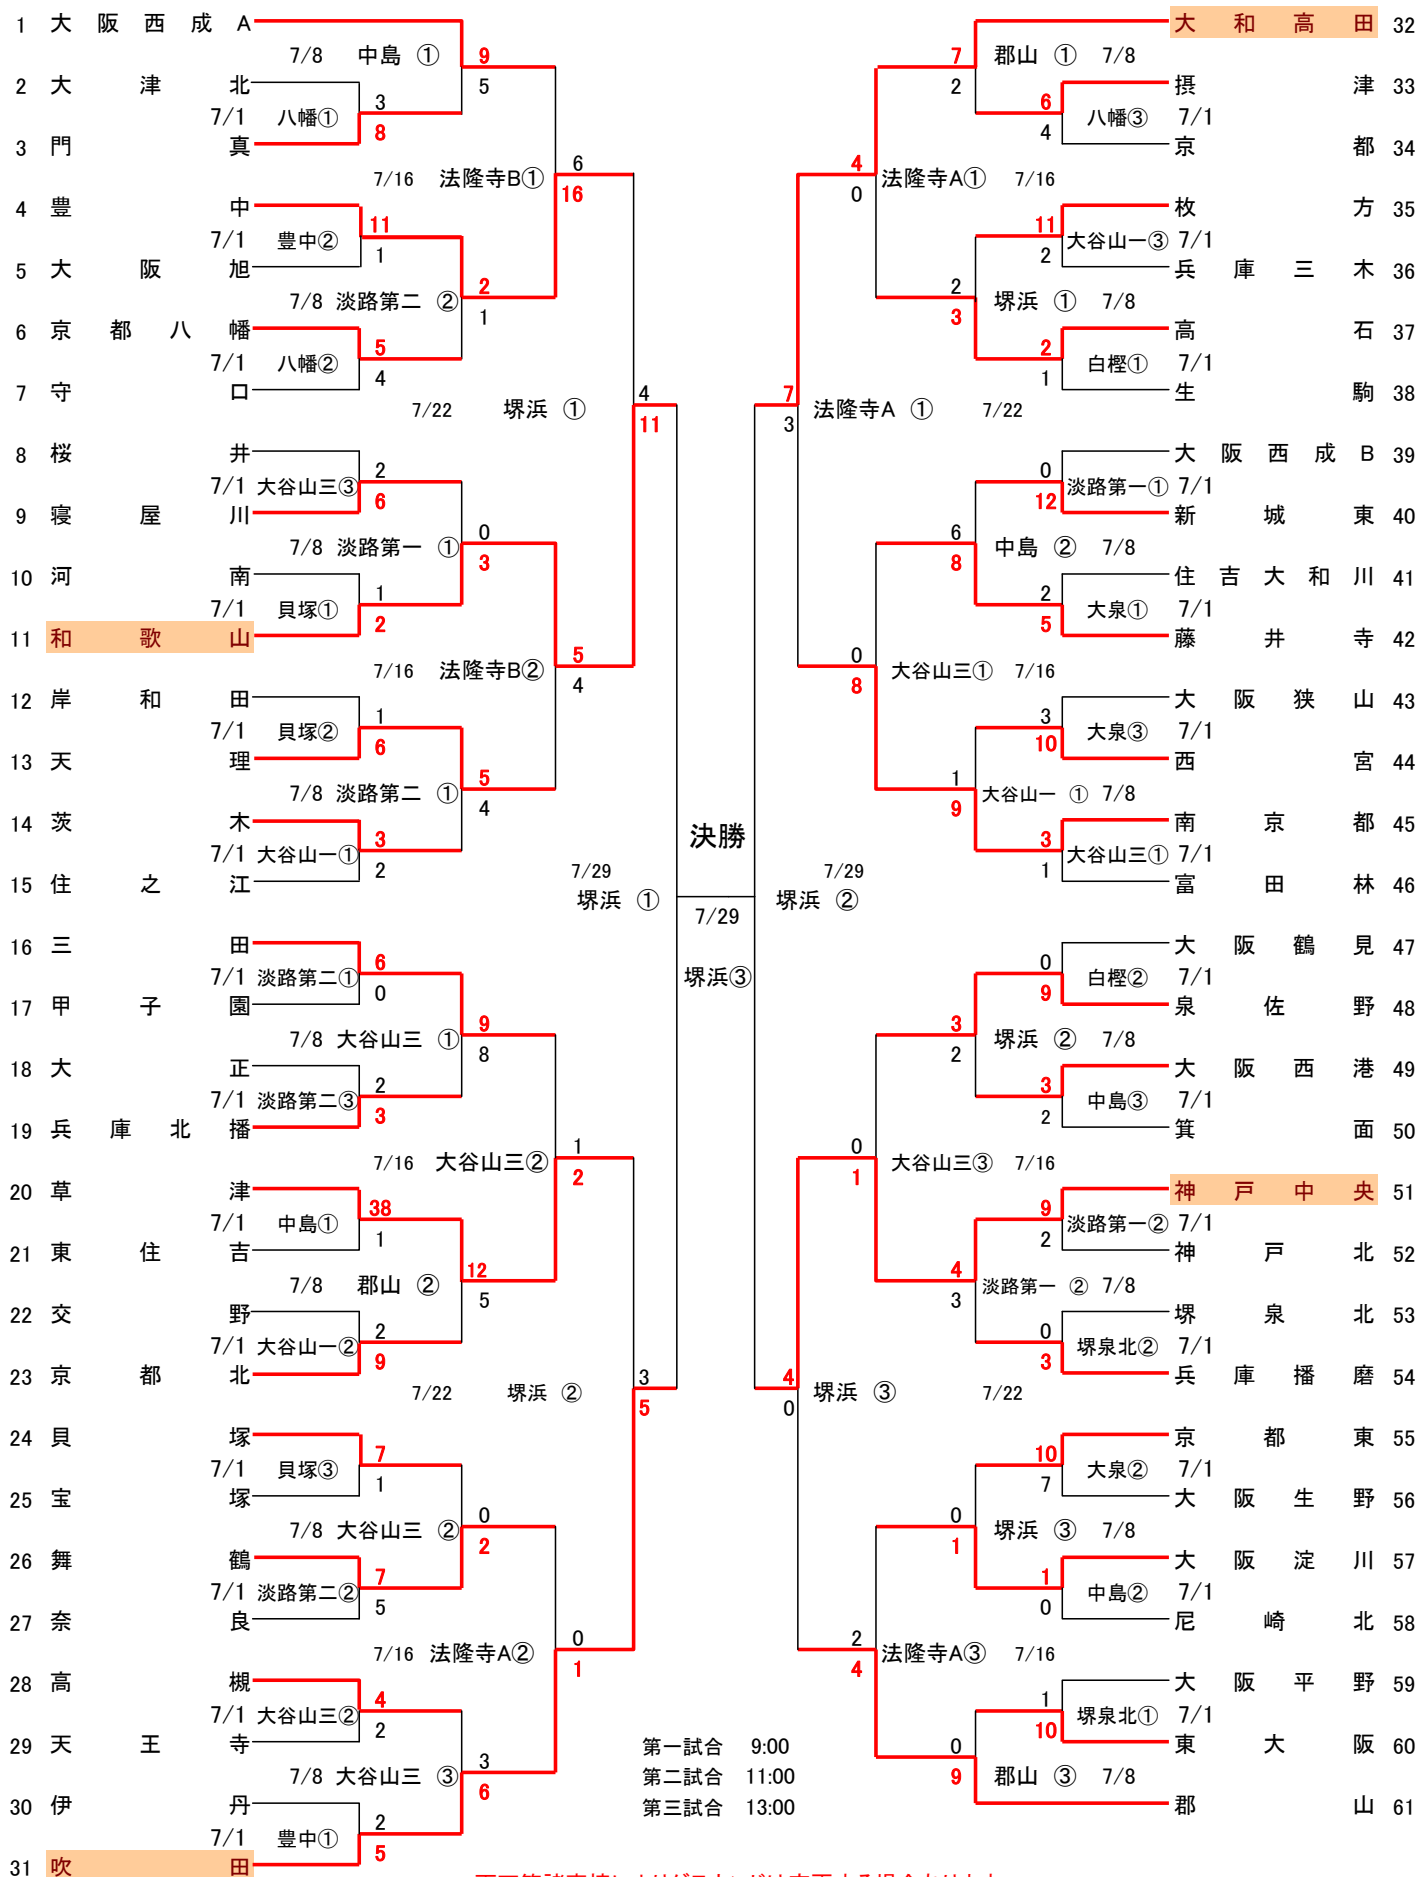 1 大阪西成A
7/8 中島 ①
9
5
2 大津北
7/1 八幡①
3
8
3 門真
7/16 法隆寺B①
6
16
4 豊中
7/1 豊中②
11
1
5 大阪旭
7/8 淡路第二 ②
2
1
6 京都八幡
7/1 八幡②
5
4
7 守口
7/22 堺浜 ①
4
11
8 桜井
7/1 大谷山三③
2
6
9 寝屋川
7/8 淡路第一 ①
0
3
10 河南
7/1 貝塚①
1
2
11 和歌山
7/16 法隆寺B②
5
4
12 岸和田
7/1 貝塚②
1
6
13 天理
7/8 淡路第二 ①
5
4
14 茨木
7/1 大谷山一①
3
2
15 住之江
7/29
堺浜 ①
16 三田
7/1 淡路第二①
6
0
17 甲子園
7/8 大谷山三 ①
9
8
18 大正
7/1 淡路第二③
2
3
19 兵庫北播
7/16 大谷山三②
1
2
20 草津
7/1 中島①
38
1
21 東住吉
7/8 郡山 ②
12
5
22 交野
7/1 大谷山一②
2
9
23 京都北
7/22 堺浜 ②
3
5
24 貝塚
7/1 貝塚③
7
1
25 宝塚
7/8 大谷山三 ②
0
2
26 舞鶴
7/1 淡路第二②
7
5
27 奈良
7/16 法隆寺A②
0
1
28 高槻
7/1 大谷山三②
4
2
29 天王寺
7/8 大谷山三 ③
3
6
30 伊丹
7/1 豊中①
2
5
31 吹田
決勝
7/29
堺浜③
大和高田 32
7
2
郡山 ① 7/8
摂津 33
6
4
八幡③ 7/1
京都 34
4
0
法隆寺A① 7/16
枚方 35
11
2
大谷山一③ 7/1
兵庫三木 36
2
3
堺浜 ① 7/8
高石 37
2
1
白樫① 7/1
生駒 38
7
3
法隆寺A ① 7/22
大阪西成B 39
0
12
淡路第一① 7/1
新城東 40
6
8
中島 ② 7/8
住吉大和川 41
2
5
大泉① 7/1
藤井寺 42
0
8
大谷山三① 7/16
大阪狭山 43
3
10
大泉③ 7/1
西宮 44
1
9
大谷山一 ① 7/8
南京都 45
3
1
大谷山三① 7/1
富田林 46
7/29
堺浜 ②
大阪鶴見 47
0
9
白樫② 7/1
泉佐野 48
3
2
堺浜 ② 7/8
大阪西港 49
3
2
中島③ 7/1
箕面 50
0
1
大谷山三③ 7/16
神戸中央 51
9
2
淡路第一② 7/1
神戸北 52
4
3
淡路第一 ② 7/8
堺泉北 53
0
3
堺泉北② 7/1
兵庫播磨 54
4
0
堺浜 ③ 7/22
京都東 55
10
7
大泉② 7/1
大阪生野 56
0
1
堺浜 ③ 7/8
大阪淀川 57
1
0
中島② 7/1
尼崎北 58
2
4
法隆寺A③ 7/16
大阪平野 59
1
10
堺泉北① 7/1
東大阪 60
0
9
郡山 ③ 7/8
郡山 61
第一試合 9:00
第二試合 11:00
第三試合 13:00